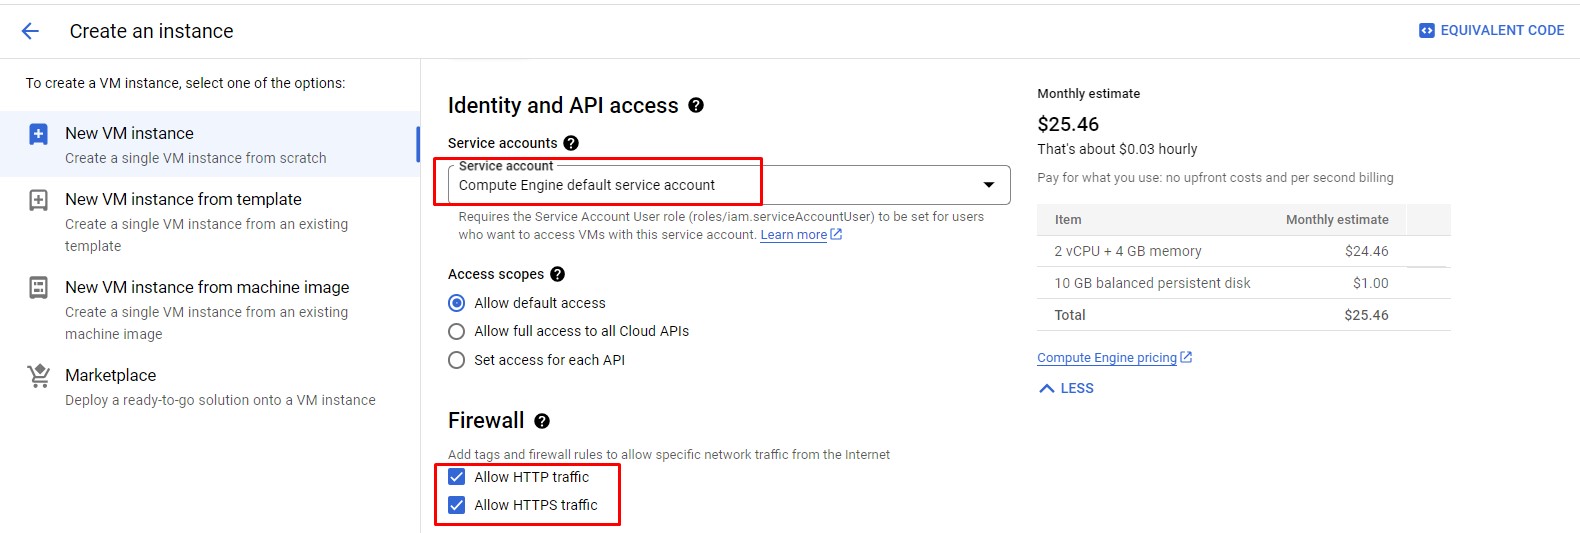 Create an instance
EQUIVALENT CODE
To create a VM instance, select one of the options:
New VM instance
Create a single VM instance from scratch
New VM instance from template
Create a single VM instance from an existing
template
New VM instance from machine image
Create a single VM instance from an existing
machine image
Marketplace
Deploy a ready-to-go solution onto a VM instance
Identity and API access
Service accounts
Service account
Compute Engine default service account
Requires the Service Account User role (roles/iam.serviceAccountUser) to be set for users
who want to access VMs with this service account. Learn more
Access scopes
Allow default access
Allow full access to all Cloud APIs
Set access for each API
Firewall
Add tags and firewall rules to allow specific network traffic from the Internet
Allow HTTP traffic
Allow HTTPS traffic
Monthly estimate
$25.46
That's about $0.03 hourly
Pay for what you use: no upfront costs and per second billing
Item Monthly estimate
2 vCPU + 4 GB memory $24.46
10 GB balanced persistent disk $1.00
Total $25.46
Compute Engine pricing
LESS